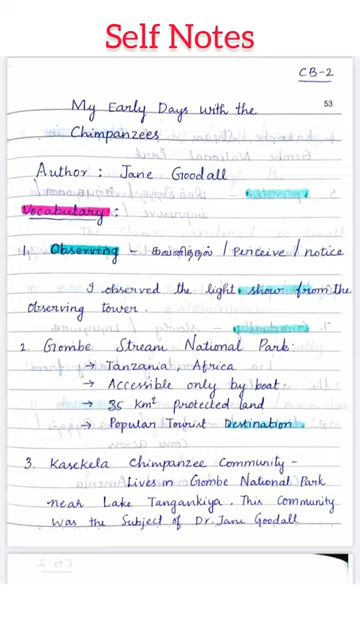 Self Notes
CB-2
53
My Early Days with the
Chimpanzees
Author : Jane Goodall
Vocabulary :
1. Observing - கவனித்தல் / perceive / notice
I observed the light show from the
observing tower.
2. Gombe Stream National Park
→ Tanzania, Africa
→ Accessible only by boat
→ 35 km² protected land
→ Popular Tourist Destination
3. Kasekela Chimpanzee Community -
Lives in Gombe National Park
near Lake Tangankiya. This Community
was the Subject of Dr. Jane Goodall